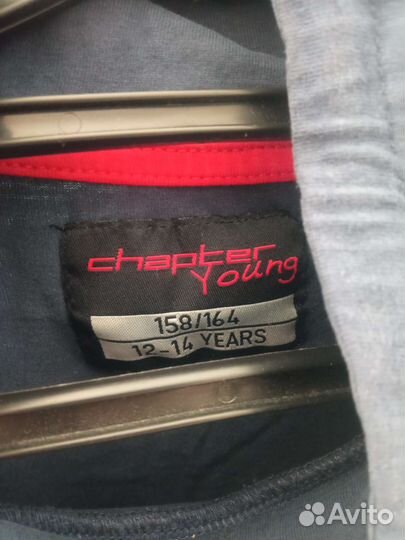 chapter
Young
158/164
12-14 YEARS
Avito